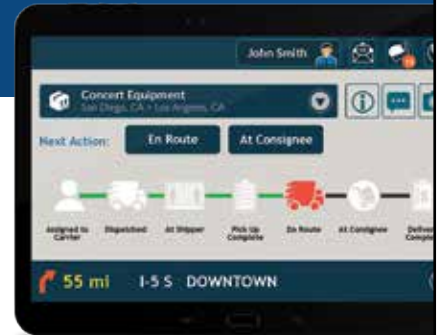 John Smith
Concert Equipment
San Diego, CA • Los Angeles, CA
Next Action:
En Route
At Consignee
Assigned to Carrier
Dispatched
At Shipper
Pick Up Complete
En Route
At Consignee
55 mi
I-5 S DOWNTOWN